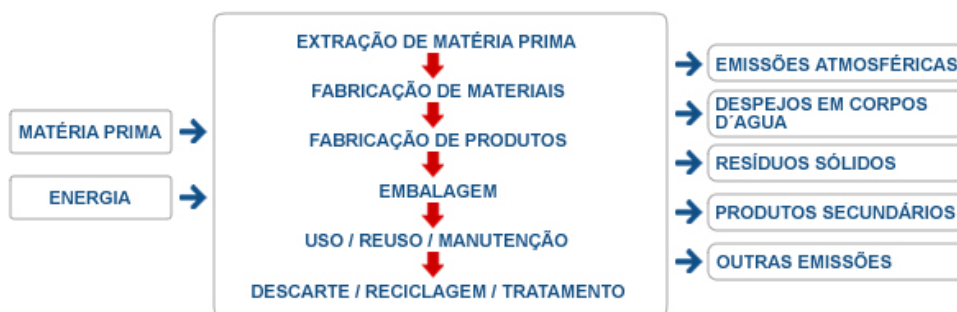 MATÉRIA PRIMA
ENERGIA
EXTRAÇÃO DE MATÉRIA PRIMA
FABRICAÇÃO DE MATERIAIS
FABRICAÇÃO DE PRODUTOS
EMBALAGEM
USO / REUSO / MANUTENÇÃO
DESCARTE / RECICLAGEM / TRATAMENTO
EMISSÕES ATMOSFÉRICAS
DESPEJOS EM CORPOS
D´AGUA
RESÍDUOS SÓLIDOS
PRODUTOS SECUNDÁRIOS
OUTRAS EMISSÕES